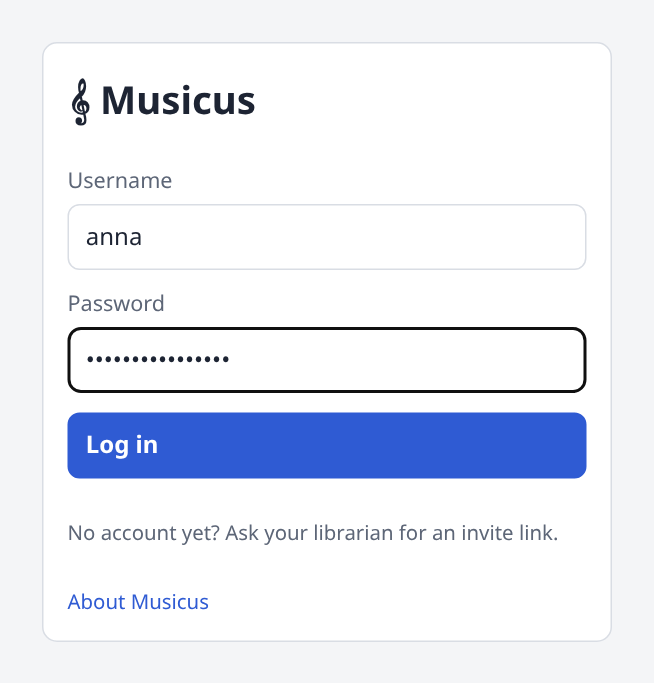 𝄞 Musicus
Username
anna
Password
••••••••••••••••
Log in
No account yet? Ask your librarian for an invite link.
About Musicus